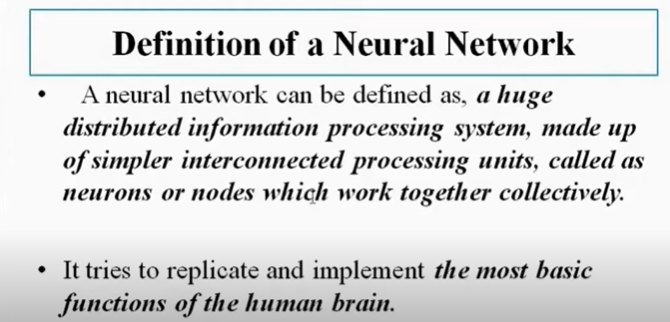 Definition of a Neural Network
• A neural network can be defined as, a huge
distributed information processing system, made up
of simpler interconnected processing units, called as
neurons or nodes which work together collectively.
• It tries to replicate and implement the most basic
functions of the human brain.